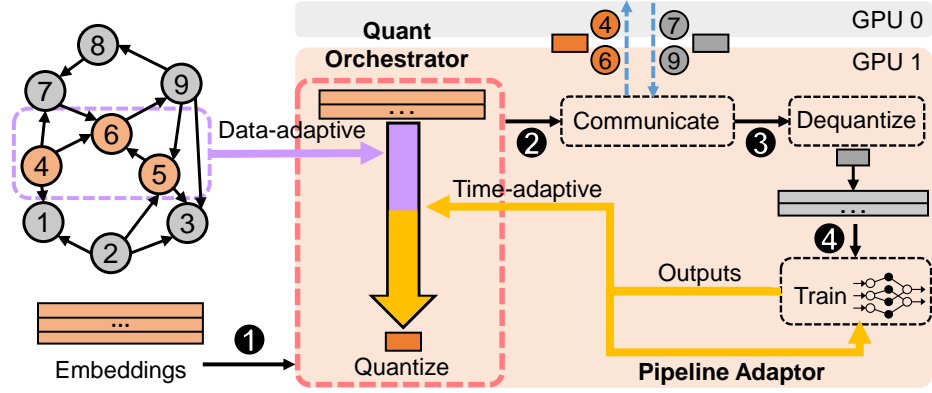 GPU 0
GPU 1
4
7
6
9
Quant
Orchestrator
8
7
9
6
4
5
1
2
3
Data-adaptive
...
2
Communicate
3
Dequantize
Time-adaptive
...
4
Outputs
Train
...
Embeddings
1
Quantize
Pipeline Adaptor